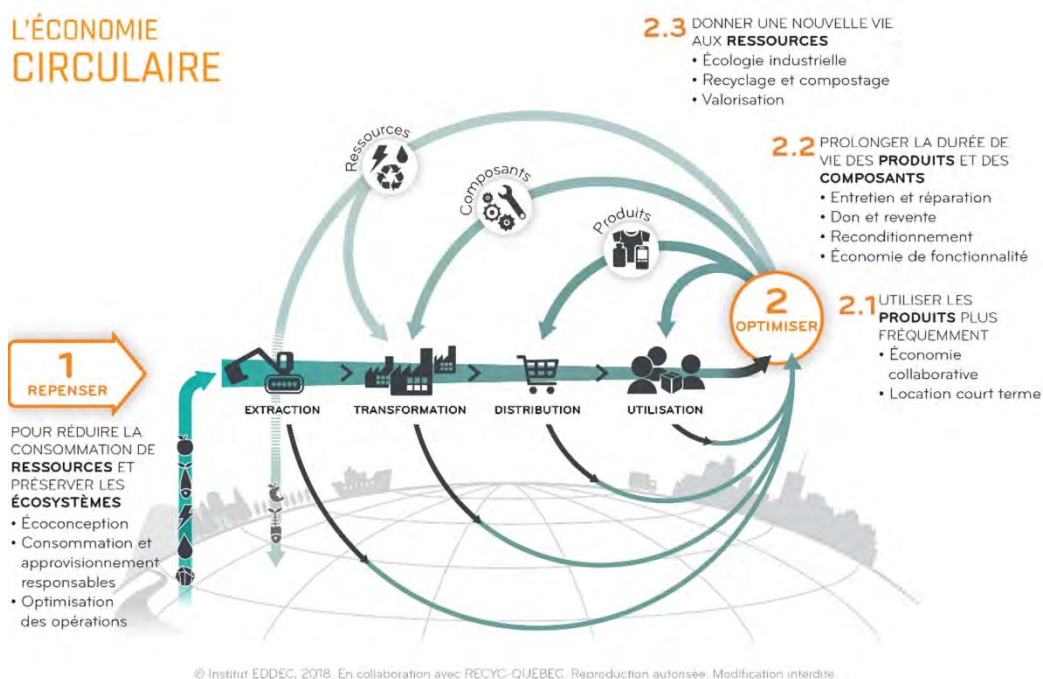 L'ÉCONOMIE
CIRCULAIRE
2.3 DONNER UNE NOUVELLE VIE
AUX RESSOURCES
• Écologie industrielle
• Recyclage et compostage
• Valorisation
Ressources
Composants
Produits
2.2 PROLONGER LA DURÉE DE
VIE DES PRODUITS ET DES
COMPOSANTS
• Entretien et réparation
• Don et revente
• Reconditionnement
• Économie de fonctionnalité
2
OPTIMISER
2.1 UTILISER LES
PRODUITS PLUS
FRÉQUEMMENT
• Économie
collaborative
• Location court terme
1
REPENSER
EXTRACTION
TRANSFORMATION
DISTRIBUTION
UTILISATION
POUR RÉDUIRE LA
CONSOMMATION DE
RESSOURCES ET
PRÉSERVER LES
ÉCOSYSTÈMES
• Écoconception
• Consommation et
approvisionnement
responsables
• Optimisation
des opérations
© Institut EDDEC, 2018. En collaboration avec RECYC-QUÉBEC. Reproduction autorisée. Modification interdite.